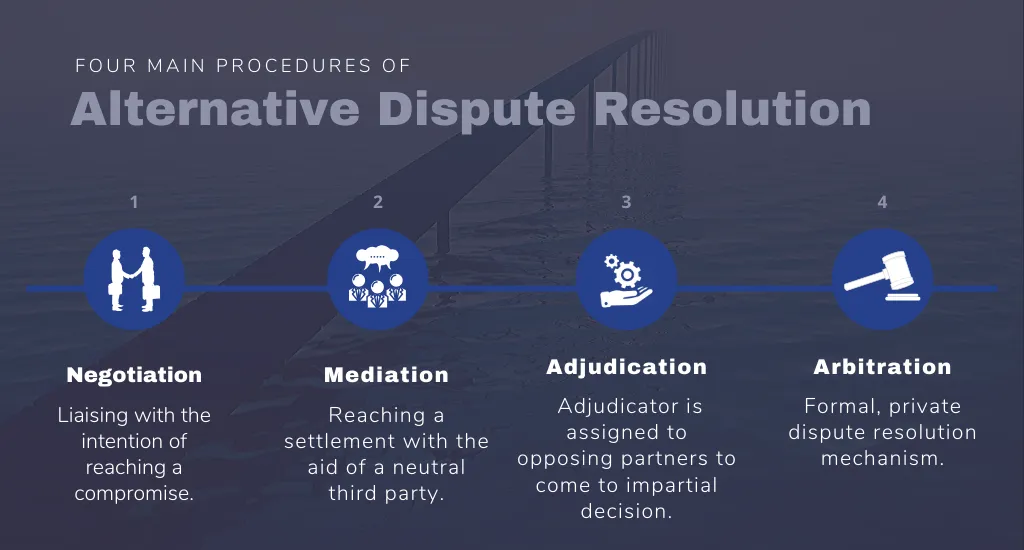 FOUR MAIN PROCEDURES OF
Alternative Dispute Resolution
1
2
3
4
Negotiation
Liaising with the
intention of
reaching a
compromise.
Mediation
Reaching a
settlement with the
aid of a neutral
third party.
Adjudication
Adjudicator is
assigned to
opposing partners to
come to impartial
decision.
Arbitration
Formal, private
dispute resolution
mechanism.